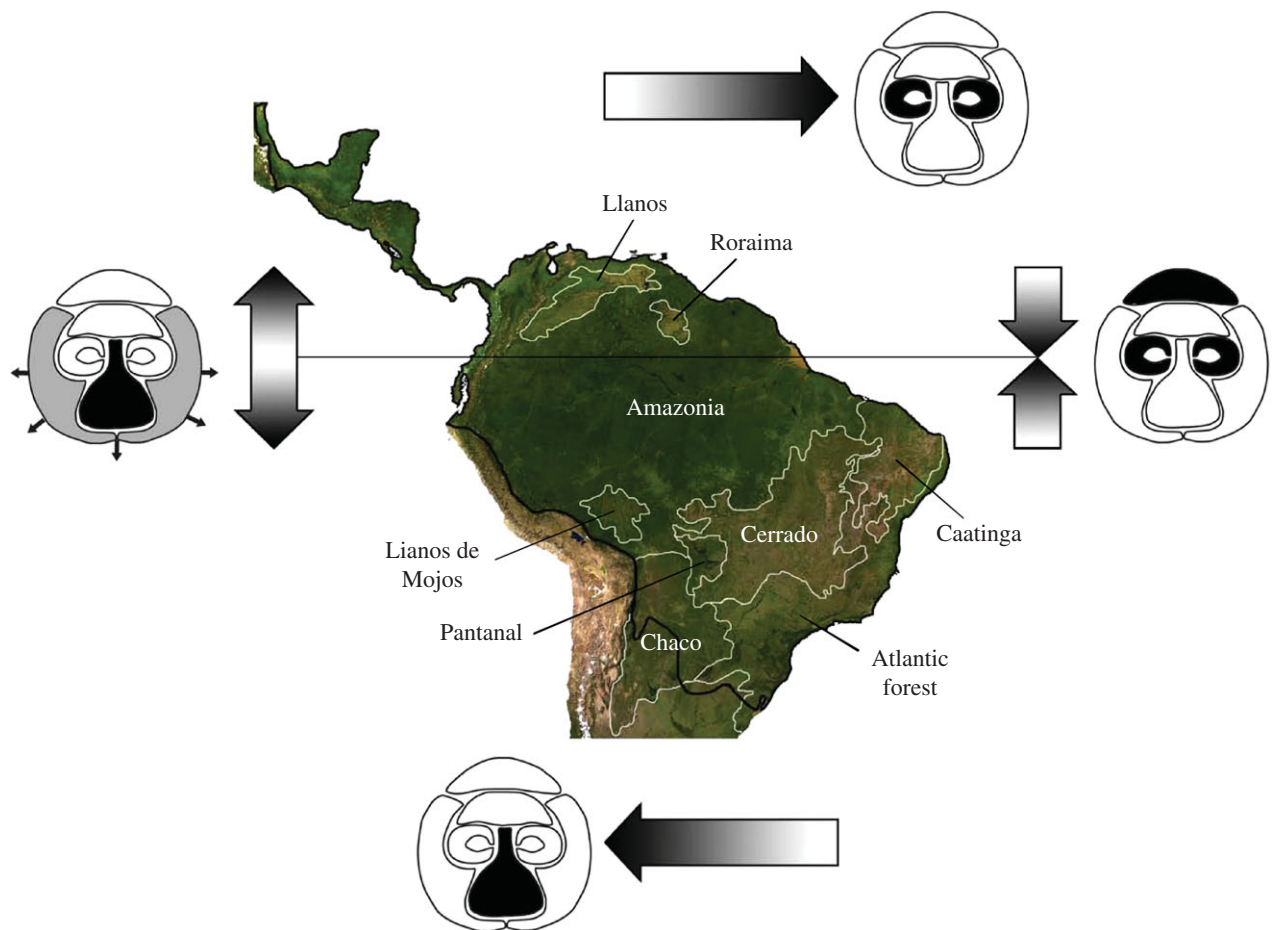 Llanos
Roraima
Amazonia
Cerrado
Caatinga
Lianos de
Mojos
Pantanal
Chaco
Atlantic
forest